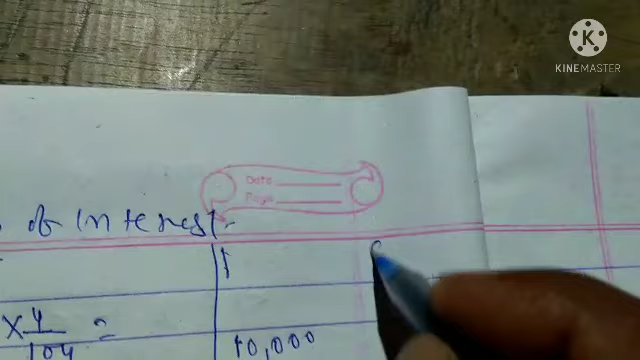 KINEMASTER
Date
Page
of interest.
x 4/104 =
10,000